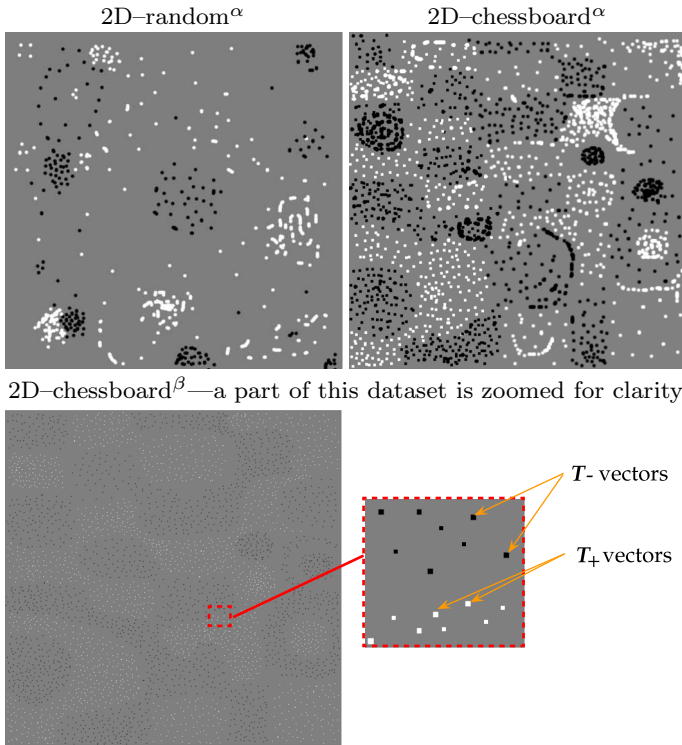 2D–random^α
2D–chessboard^α
2D–chessboard^β—a part of this dataset is zoomed for clarity
T- vectors
T+ vectors